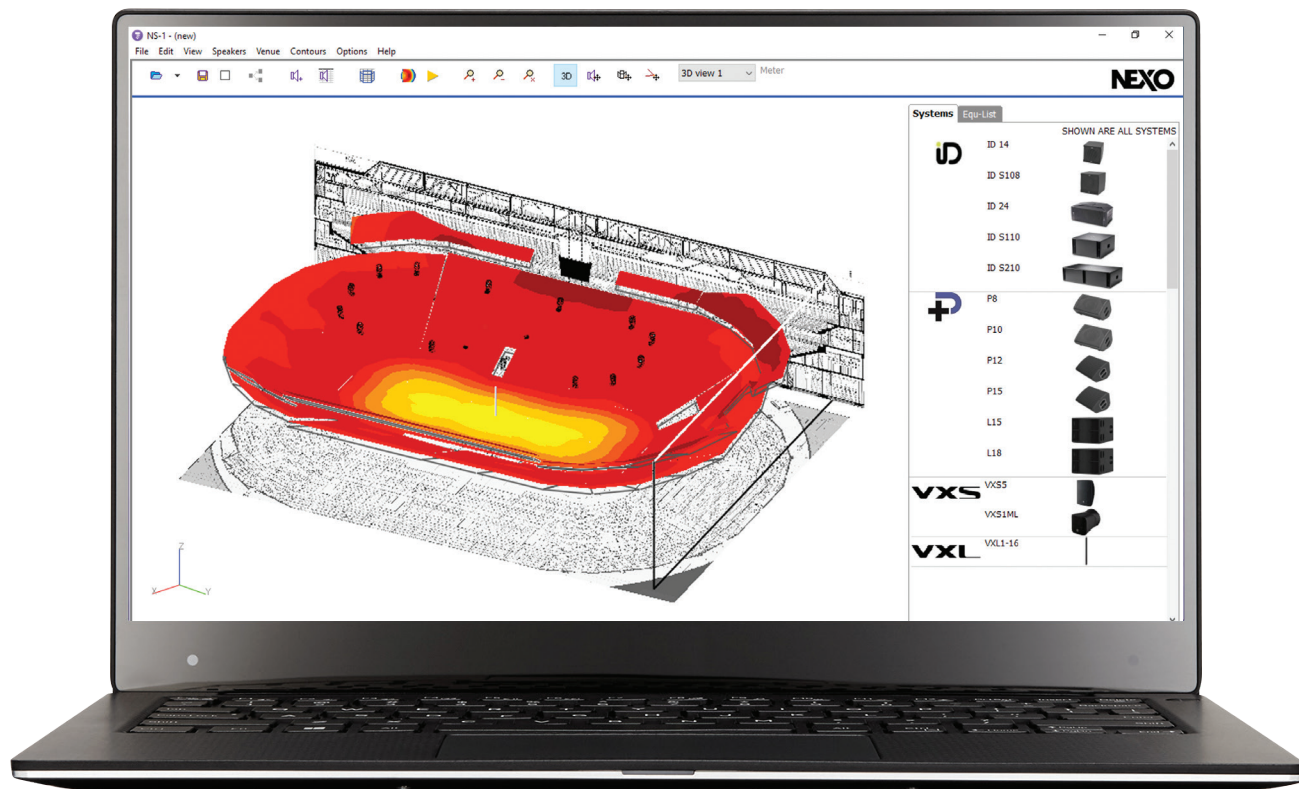 NS-1 - (new)
File Edit View Speakers Venue Contours Options Help
3D 3D view 1 Meter
NEXO
Systems Equ-List
SHOWN ARE ALL SYSTEMS
iD
ID 14
ID S108
ID 24
ID S110
ID S210
P+
P8
P10
P12
P15
L15
L18
VXS
VXS5
VXS1ML
VXL
VXL1-16
Z
X
Y